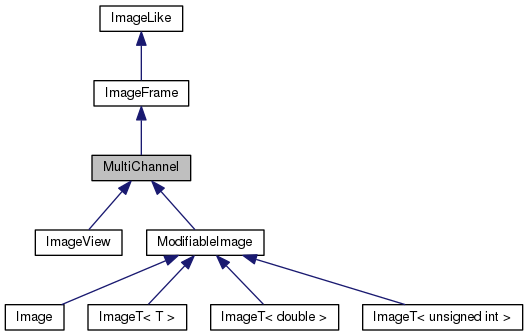 ImageLike
ImageFrame
MultiChannel
ImageView
ModifiableImage
Image
ImageT< T >
ImageT< double >
ImageT< unsigned int >